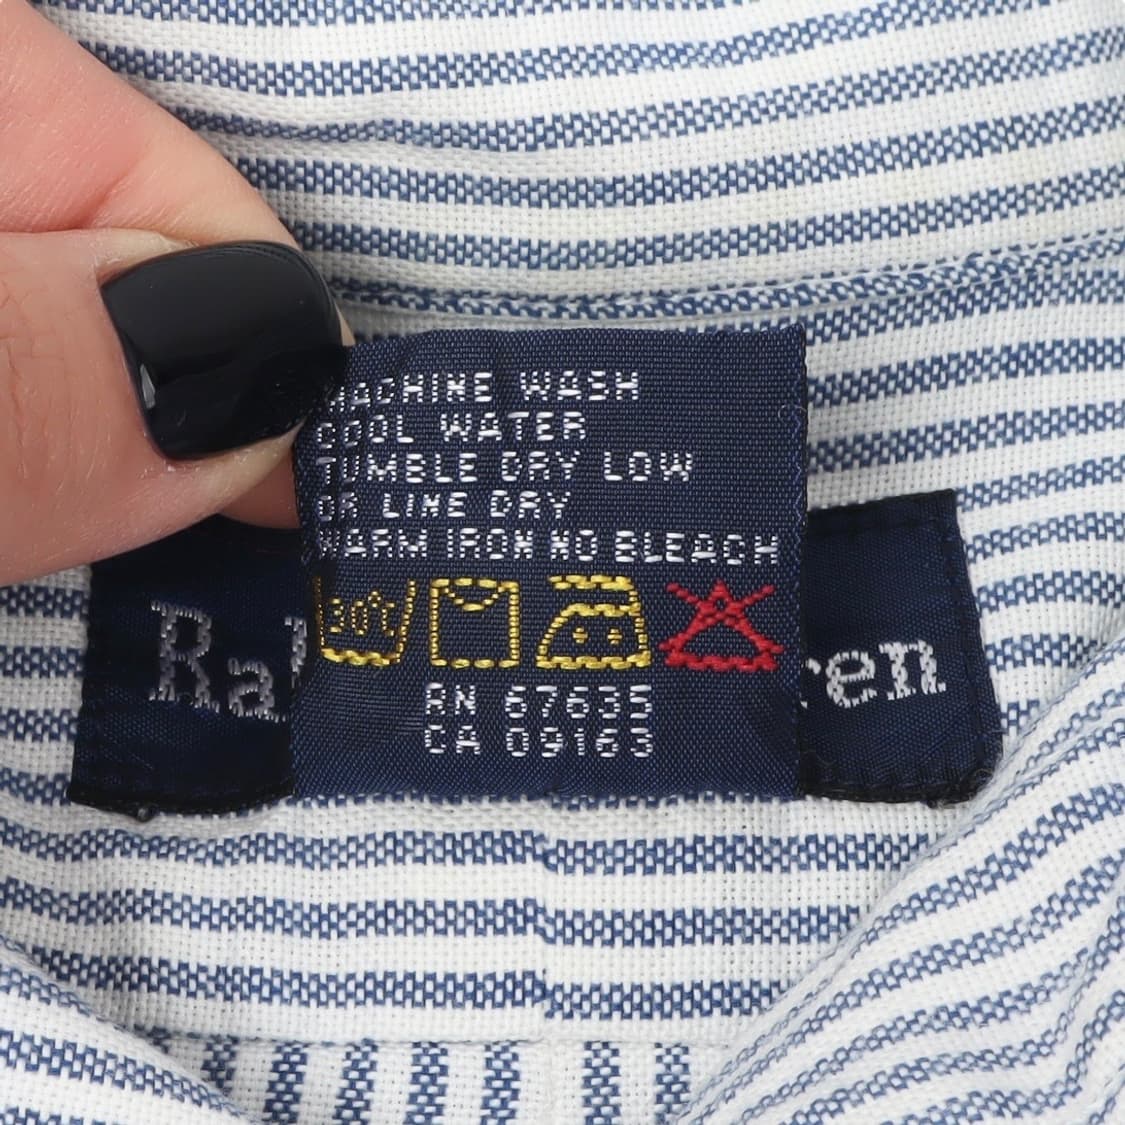 MACHINE WASH
COOL WATER
TUMBLE DRY LOW
OR LINE DRY
WARM IRON NO BLEACH
30°C
RN 67635
CA 09163
Ral
ren